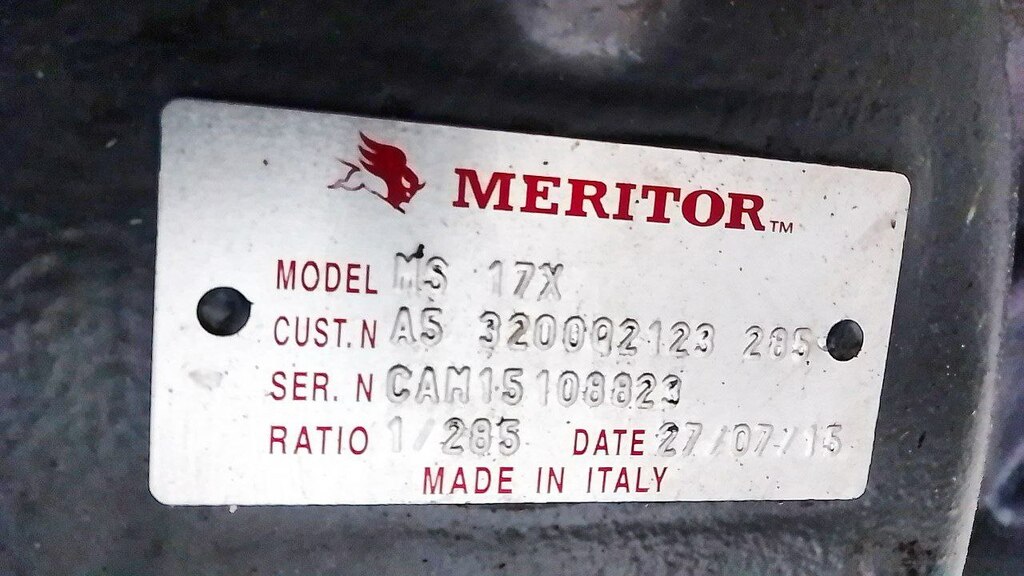 MERITOR™
MODEL MS 17X
CUST. N A5 320092123 285
SER. N CAM15108823
RATIO 1/285 DATE 27/07/15
MADE IN ITALY